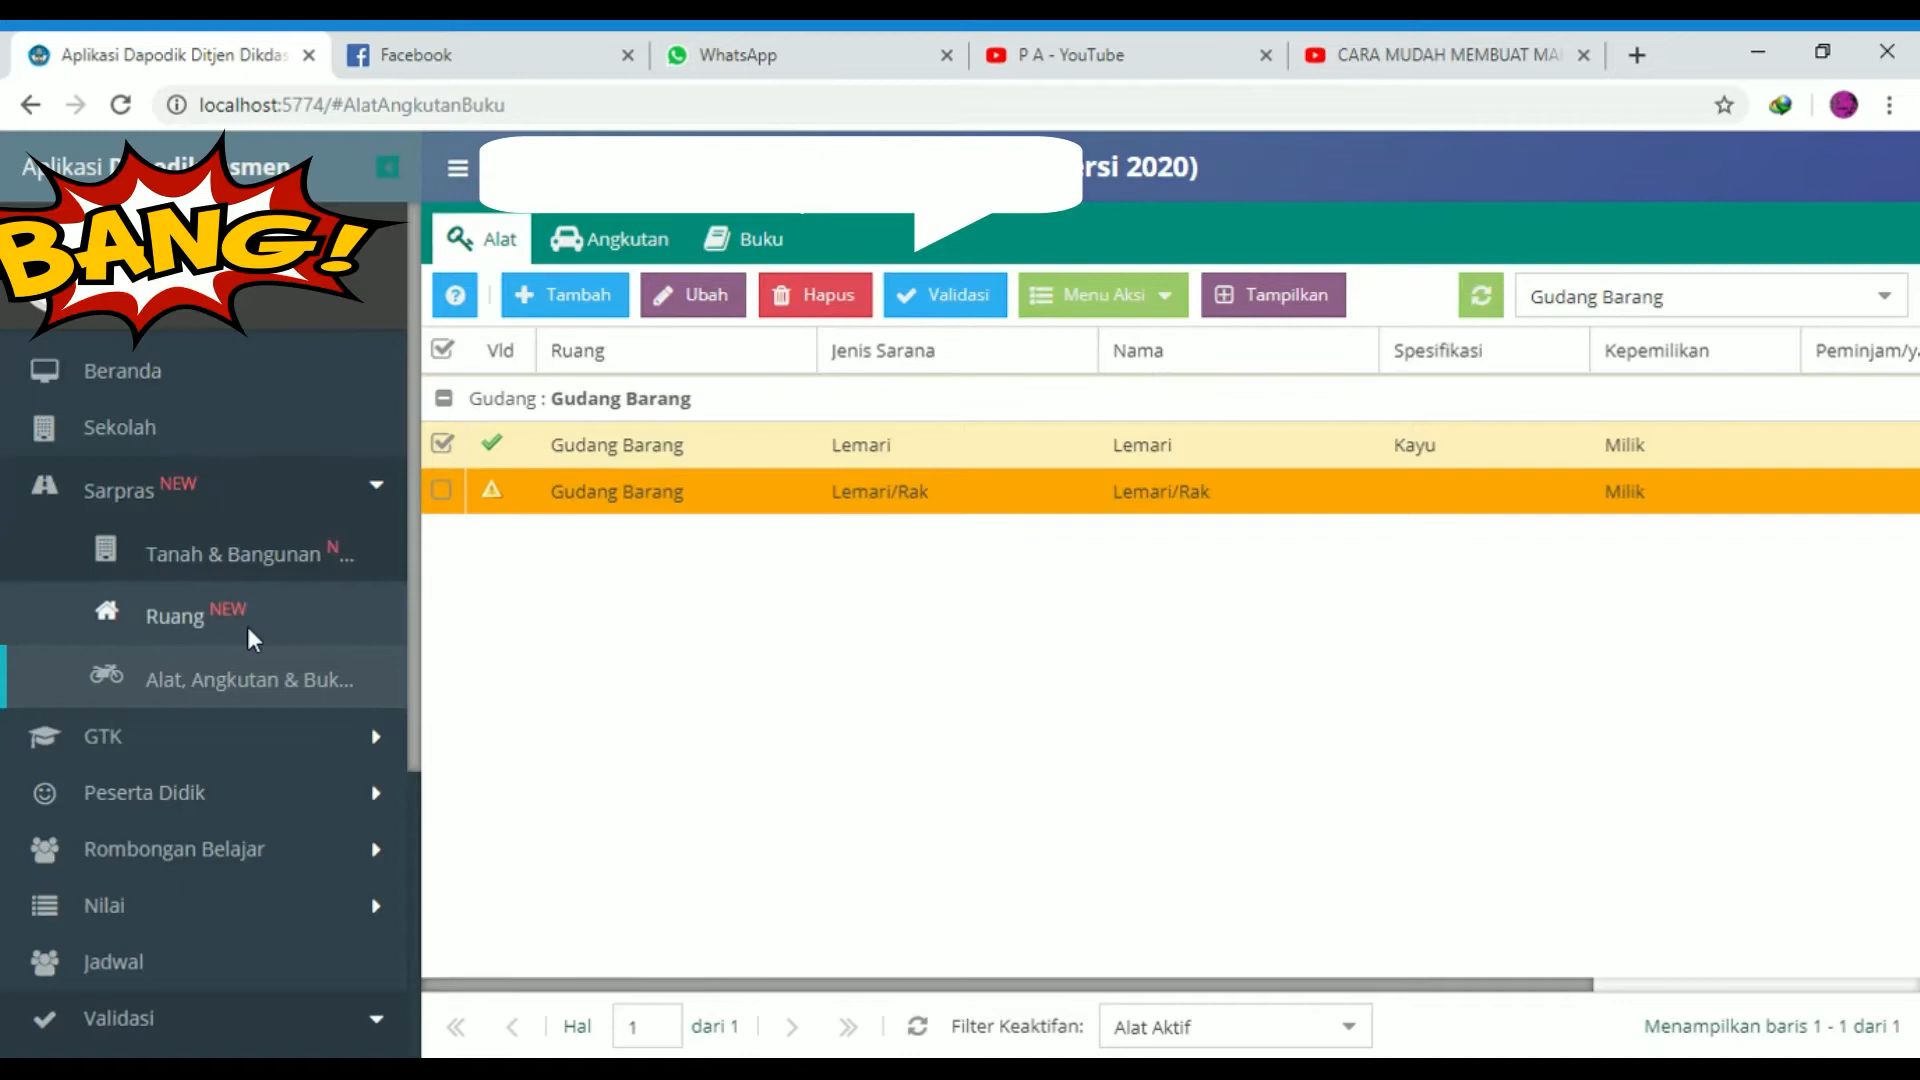 Aplikasi Dapodik Ditjen Dikdas
Facebook
WhatsApp
P A - YouTube
CARA MUDAH MEMBUAT MA
localhost:5774/#AlatAngkutanBuku
Aplikasi
smen
rsi 2020)
BANG!
Alat
Angkutan
Buku
Tambah
Ubah
Hapus
Validasi
Menu Aksi
Tampilkan
Gudang Barang
Vld
Ruang
Jenis Sarana
Nama
Spesifikasi
Kepemilikan
Peminjam/ya
Gudang : Gudang Barang
Gudang Barang
Lemari
Lemari
Kayu
Milik
Gudang Barang
Lemari/Rak
Lemari/Rak
Milik
Beranda
Sekolah
Sarpras NEW
Tanah & Bangunan N...
Ruang NEW
Alat, Angkutan & Buk...
GTK
Peserta Didik
Rombongan Belajar
Nilai
Jadwal
Validasi
Hal 1 dari 1
Filter Keaktifan: Alat Aktif
Menampilkan baris 1 - 1 dari 1